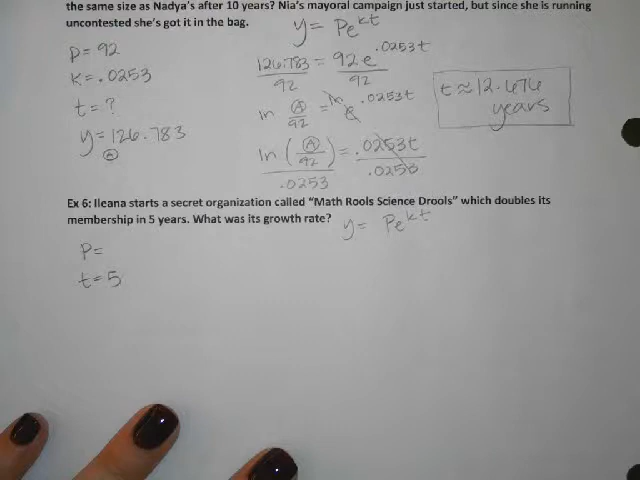 the same size as Nadya's after 10 years? Nia's mayoral campaign just started, but since she is running
uncontested she's got it in the bag.
y = Pe^kt
P = 92
K = .0253
t = ?
y = 126.783
A
126.783 = 92e^.0253t
92 92
ln A/92 = ln e^.0253t
ln (A/92) = .0253t
.0253 .0253
t ≈ 12.676
years
Ex 6: Ileana starts a secret organization called "Math Rools Science Drools" which doubles its
membership in 5 years. What was its growth rate? y = Pe^kt
P =
t = 5